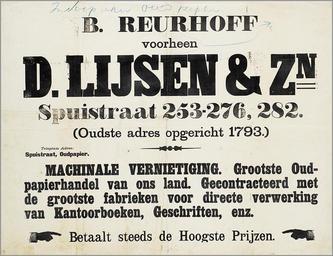 B. REURHOFF
voorheen
D. LIJSEN & ZN
Spuistraat 253-276, 282.
(Oudste adres opgericht 1793.)
Telegram Adres:
Spuistraat, Oudpapier.
MACHINALE VERNIETIGING. Grootste Oud-
papierhandel van ons land. Gecontracteerd met
de grootste fabrieken voor directe verwerking
van Kantoorboeken, Geschriften, enz.
Betaalt steeds de Hoogste Prijzen.